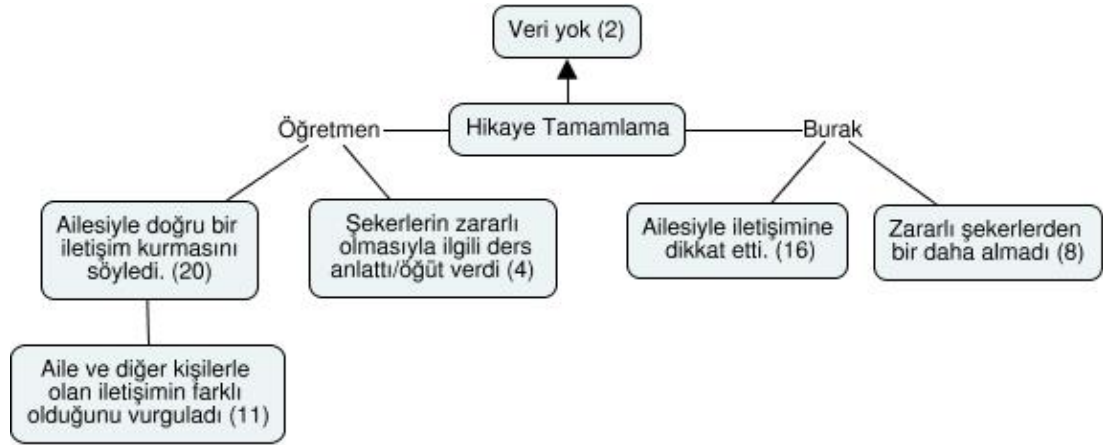 Veri yok (2)
Öğretmen
Hikaye Tamamlama
Burak
Ailesiyle doğru bir
iletişim kurmasını
söyledi. (20)
Şekerlerin zararlı
olmasıyla ilgili ders
anlattı/öğüt verdi (4)
Ailesiyle iletişimine
dikkat etti. (16)
Zararlı şekerlerden
bir daha almadı (8)
Aile ve diğer kişilerle
olan iletişimin farklı
olduğunu vurguladı (11)